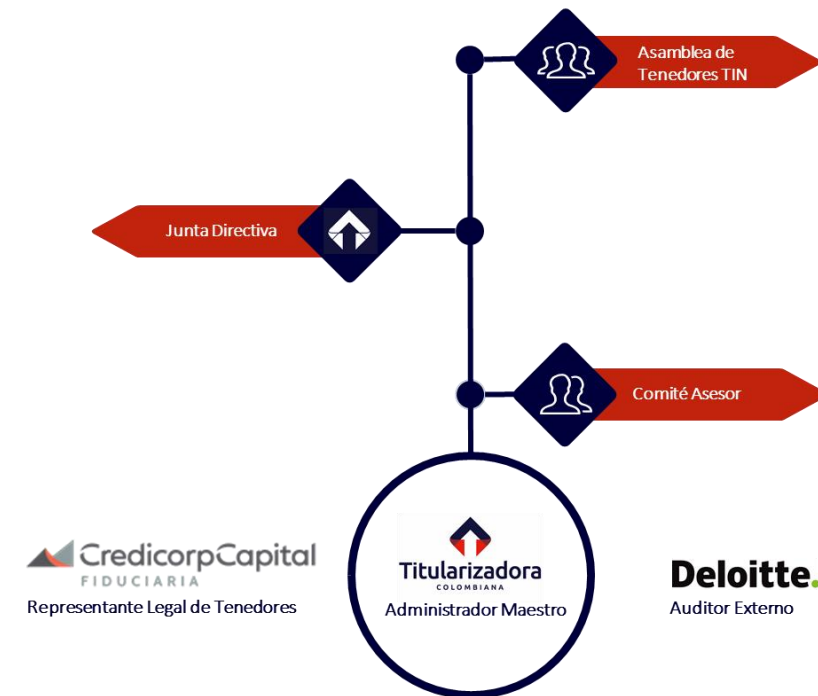 Asamblea de
Tenedores TIN
Junta Directiva
Comité Asesor
CredicorpCapital
FIDUCIARIA
Representante Legal de Tenedores
Titularizadora
COLOMBIANA
Administrador Maestro
Deloitte.
Auditor Externo